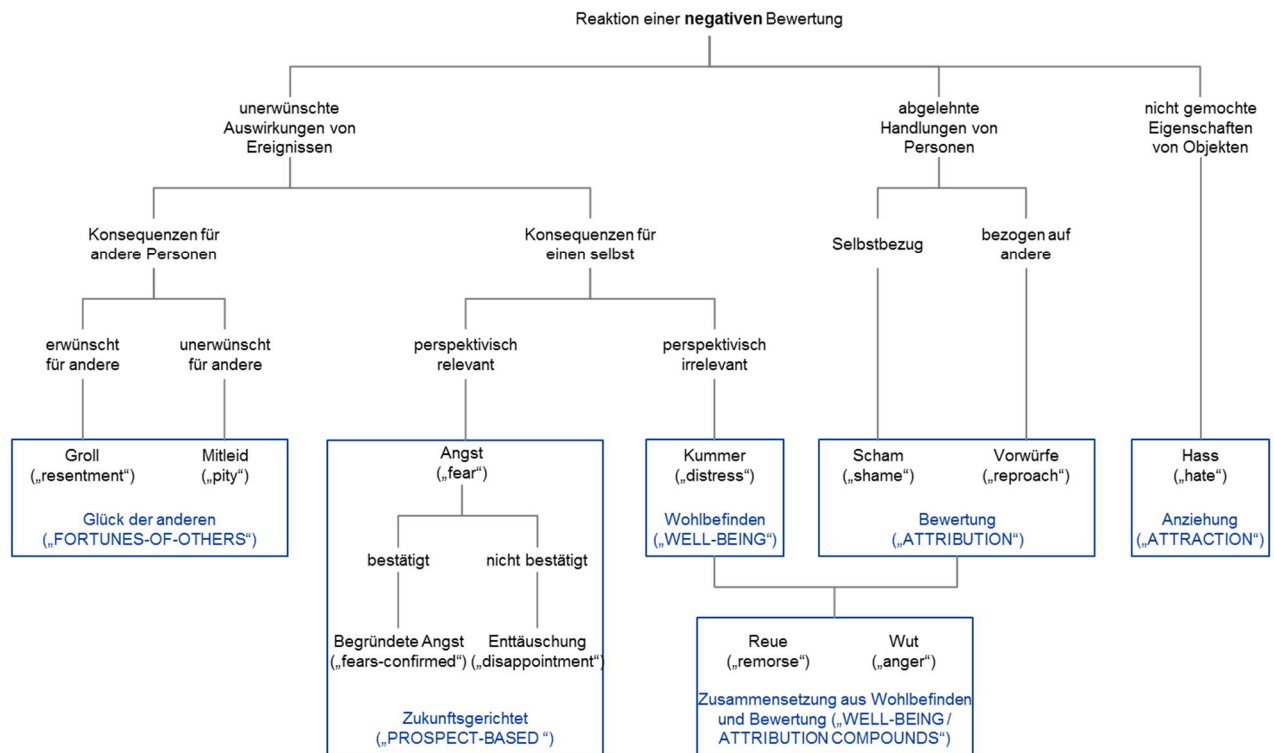 Reaktion einer negativen Bewertung
unerwünschte
Auswirkungen von
Ereignissen
abgelehnte
Handlungen von
Personen
nicht gemochte
Eigenschaften
von Objekten
Konsequenzen für
andere Personen
Konsequenzen für
einen selbst
Selbstbezug
bezogen auf
andere
erwünscht
für andere
unerwünscht
für andere
perspektivisch
relevant
perspektivisch
irrelevant
Groll
(„resentment“)
Mitleid
(„pity“)
Glück der anderen
(„FORTUNES-OF-OTHERS“)
Angst
(„fear“)
bestätigt
nicht bestätigt
Begründete Angst
(„fears-confirmed“)
Enttäuschung
(„disappointment“)
Zukunftsgerichtet
(„PROSPECT-BASED “)
Kummer
(„distress“)
Wohlbefinden
(„WELL-BEING“)
Scham
(„shame“)
Vorwürfe
(„reproach“)
Bewertung
(„ATTRIBUTION“)
Hass
(„hate“)
Anziehung
(„ATTRACTION“)
Reue
(„remorse“)
Wut
(„anger“)
Zusammensetzung aus Wohlbefinden
und Bewertung („WELL-BEING /
ATTRIBUTION COMPOUNDS“)